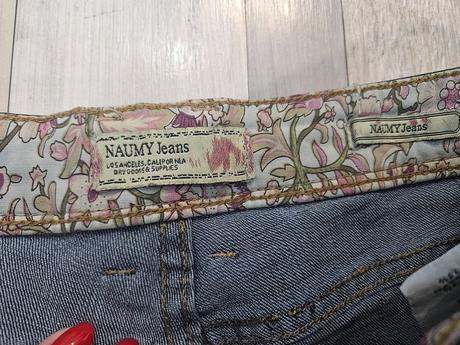 NAUMY Jeans
LOS ANGELES, CALIFORNIA
DRY GOODS & SUPPLIES
NAUMY Jeans